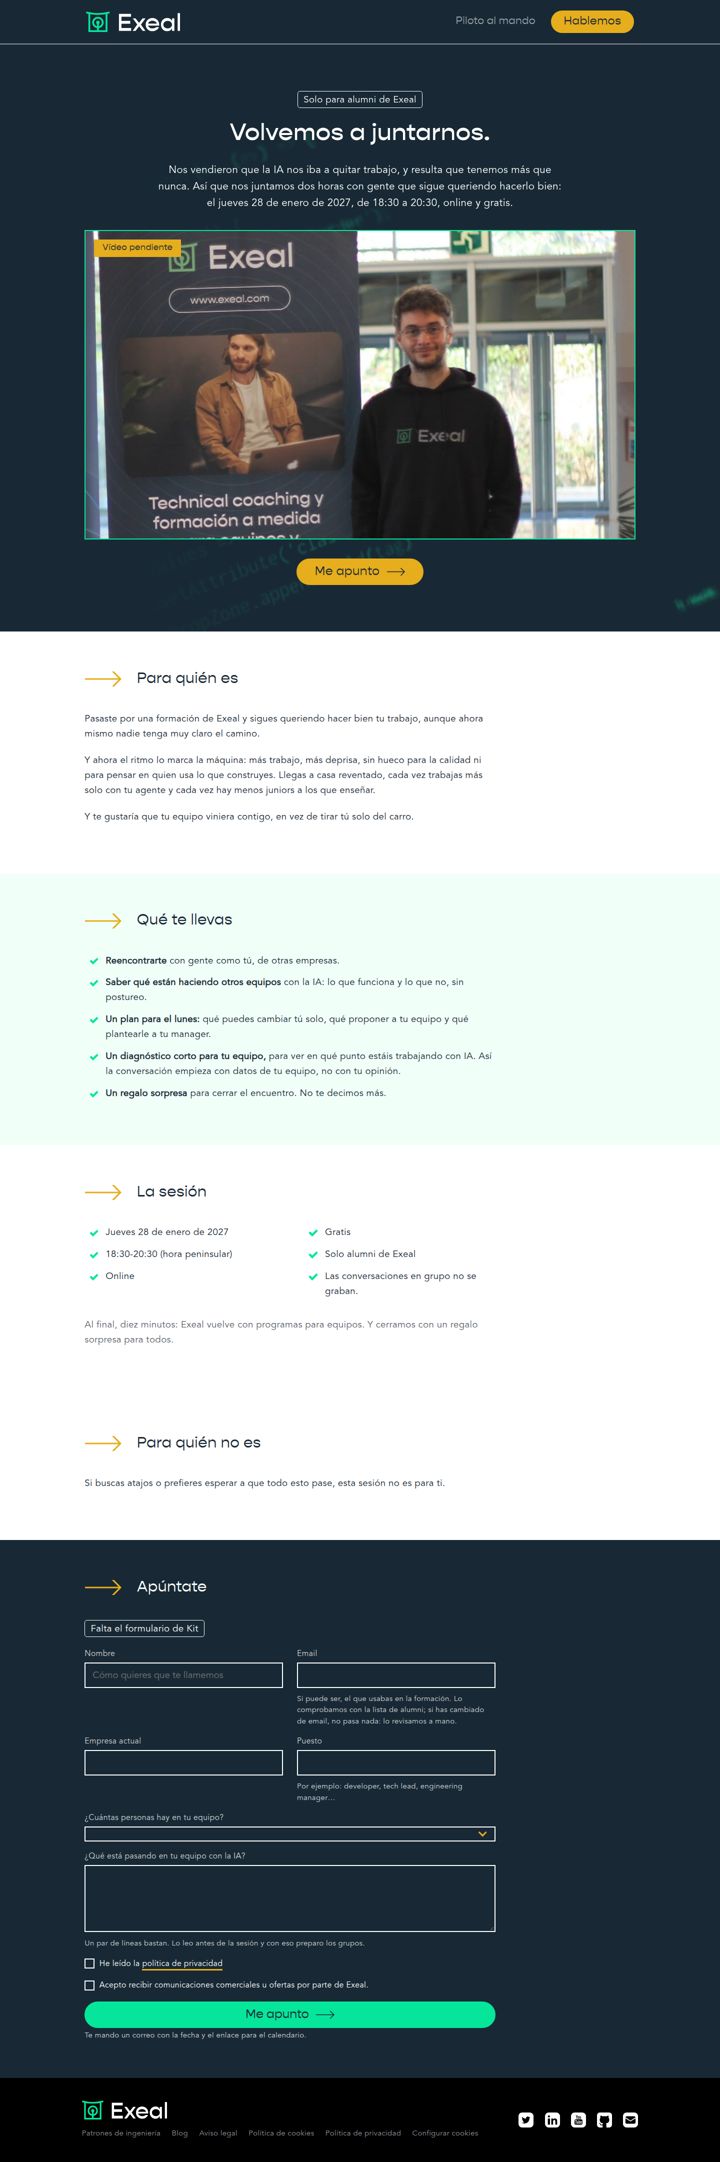 Exeal
Piloto al mando
Hablemos
Solo para alumni de Exeal
Volvemos a juntarnos.
Nos vendieron que la IA nos iba a quitar trabajo, y resulta que tenemos más que
nunca. Así que nos juntamos dos horas con gente que sigue queriendo hacerlo bien:
el jueves 28 de enero de 2027, de 18:30 a 20:30, online y gratis.
Vídeo pendiente
Exeal
www.exeal.com
Exeal
Technical coaching y
formación a medida
para equipos y
Me apunto
Para quién es
Pasaste por una formación de Exeal y sigues queriendo hacer bien tu trabajo, aunque ahora
mismo nadie tenga muy claro el camino.
Y ahora el ritmo lo marca la máquina: más trabajo, más deprisa, sin hueco para la calidad ni
para pensar en quien usa lo que construyes. Llegas a casa reventado, cada vez trabajas más
solo con tu agente y cada vez hay menos juniors a los que enseñar.
Y te gustaría que tu equipo viniera contigo, en vez de tirar tú solo del carro.
Qué te llevas
Reencontrarte con gente como tú, de otras empresas.
Saber qué están haciendo otros equipos con la IA: lo que funciona y lo que no, sin
postureo.
Un plan para el lunes: qué puedes cambiar tú solo, qué proponer a tu equipo y qué
plantearle a tu manager.
Un diagnóstico corto para tu equipo, para ver en qué punto estáis trabajando con IA. Así
la conversación empieza con datos de tu equipo, no con tu opinión.
Un regalo sorpresa para cerrar el encuentro. No te decimos más.
La sesión
Jueves 28 de enero de 2027
18:30-20:30 (hora peninsular)
Online
Gratis
Solo alumni de Exeal
Las conversaciones en grupo no se
graban.
Al final, diez minutos: Exeal vuelve con programas para equipos. Y cerramos con un regalo
sorpresa para todos.
Para quién no es
Si buscas atajos o prefieres esperar a que todo esto pase, esta sesión no es para ti.
Apúntate
Falta el formulario de Kit
Nombre
Cómo quieres que te llamemos
Email
Si puede ser, el que usabas en la formación. Lo
comprobamos con la lista de alumni; si has cambiado
de email, no pasa nada: lo revisamos a mano.
Empresa actual
Puesto
Por ejemplo: developer, tech lead, engineering
manager…
¿Cuántas personas hay en tu equipo?
¿Qué está pasando en tu equipo con la IA?
Un par de líneas bastan. Lo leo antes de la sesión y con eso preparo los grupos.
He leído la política de privacidad
Acepto recibir comunicaciones comerciales u ofertas por parte de Exeal.
Me apunto
Te mando un correo con la fecha y el enlace para el calendario.
Exeal
Patrones de ingeniería
Blog
Aviso legal
Política de cookies
Política de privacidad
Configurar cookies